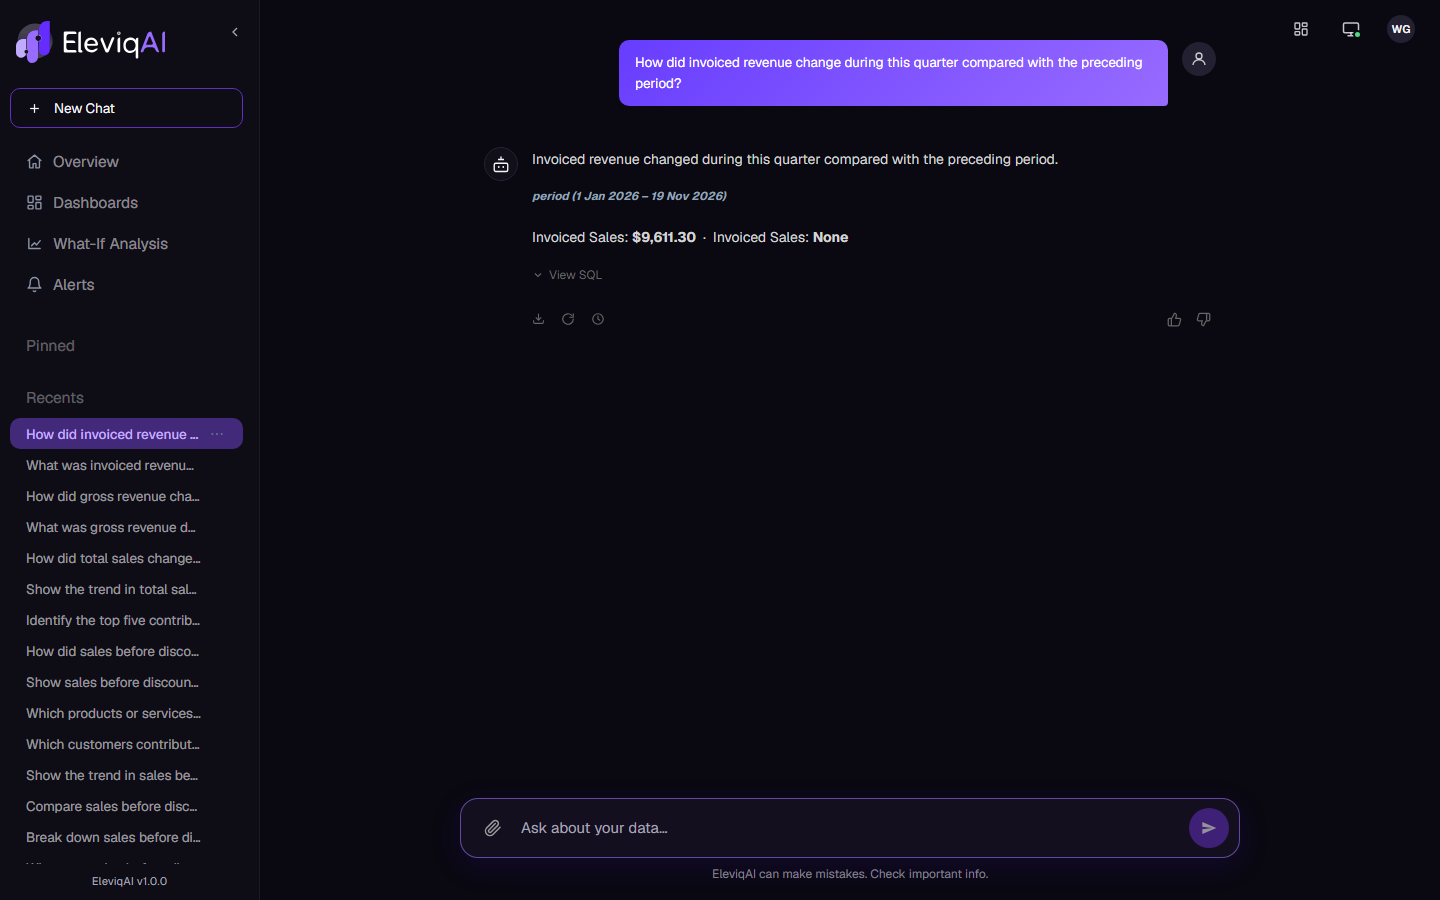 EleviqAI
New Chat
Overview
Dashboards
What-If Analysis
Alerts
Pinned
Recents
How did invoiced revenue ...
What was invoiced revenu...
How did gross revenue cha...
What was gross revenue d...
How did total sales change...
Show the trend in total sal...
Identify the top five contrib...
How did sales before disco...
Show sales before discoun...
Which products or services...
Which customers contribut...
Show the trend in sales be...
Compare sales before disc...
Break down sales before di...
EleviqAI v1.0.0
WG
How did invoiced revenue change during this quarter compared with the preceding
period?
Invoiced revenue changed during this quarter compared with the preceding period.
period (1 Jan 2026 – 19 Nov 2026)
Invoiced Sales: $9,611.30 · Invoiced Sales: None
View SQL
Ask about your data...
EleviqAI can make mistakes. Check important info.